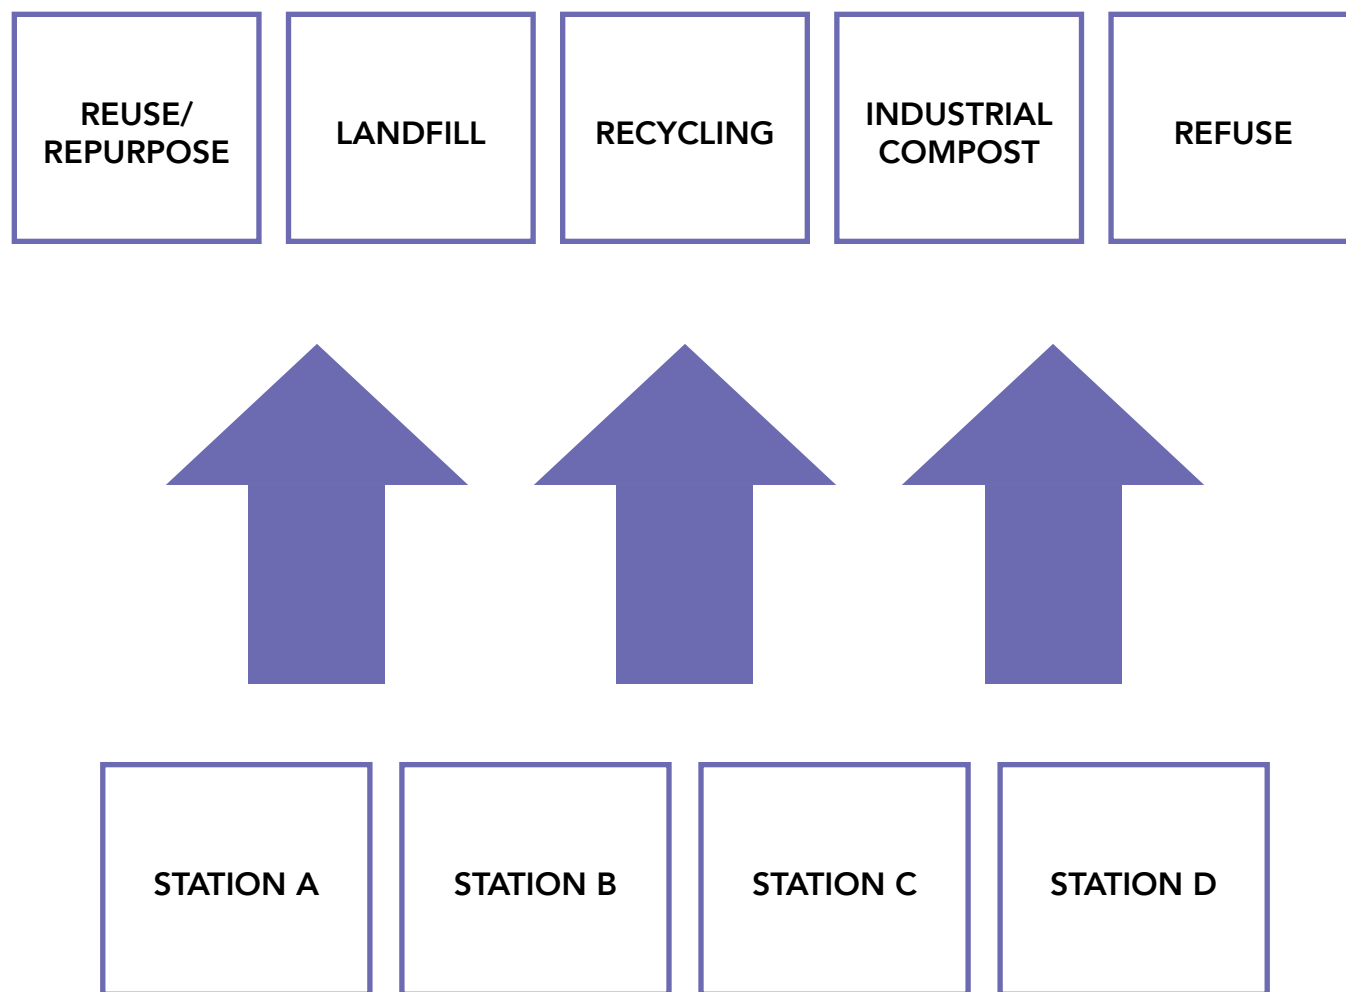 REUSE/
REPURPOSE
LANDFILL
RECYCLING
INDUSTRIAL
COMPOST
REFUSE
STATION A
STATION B
STATION C
STATION D